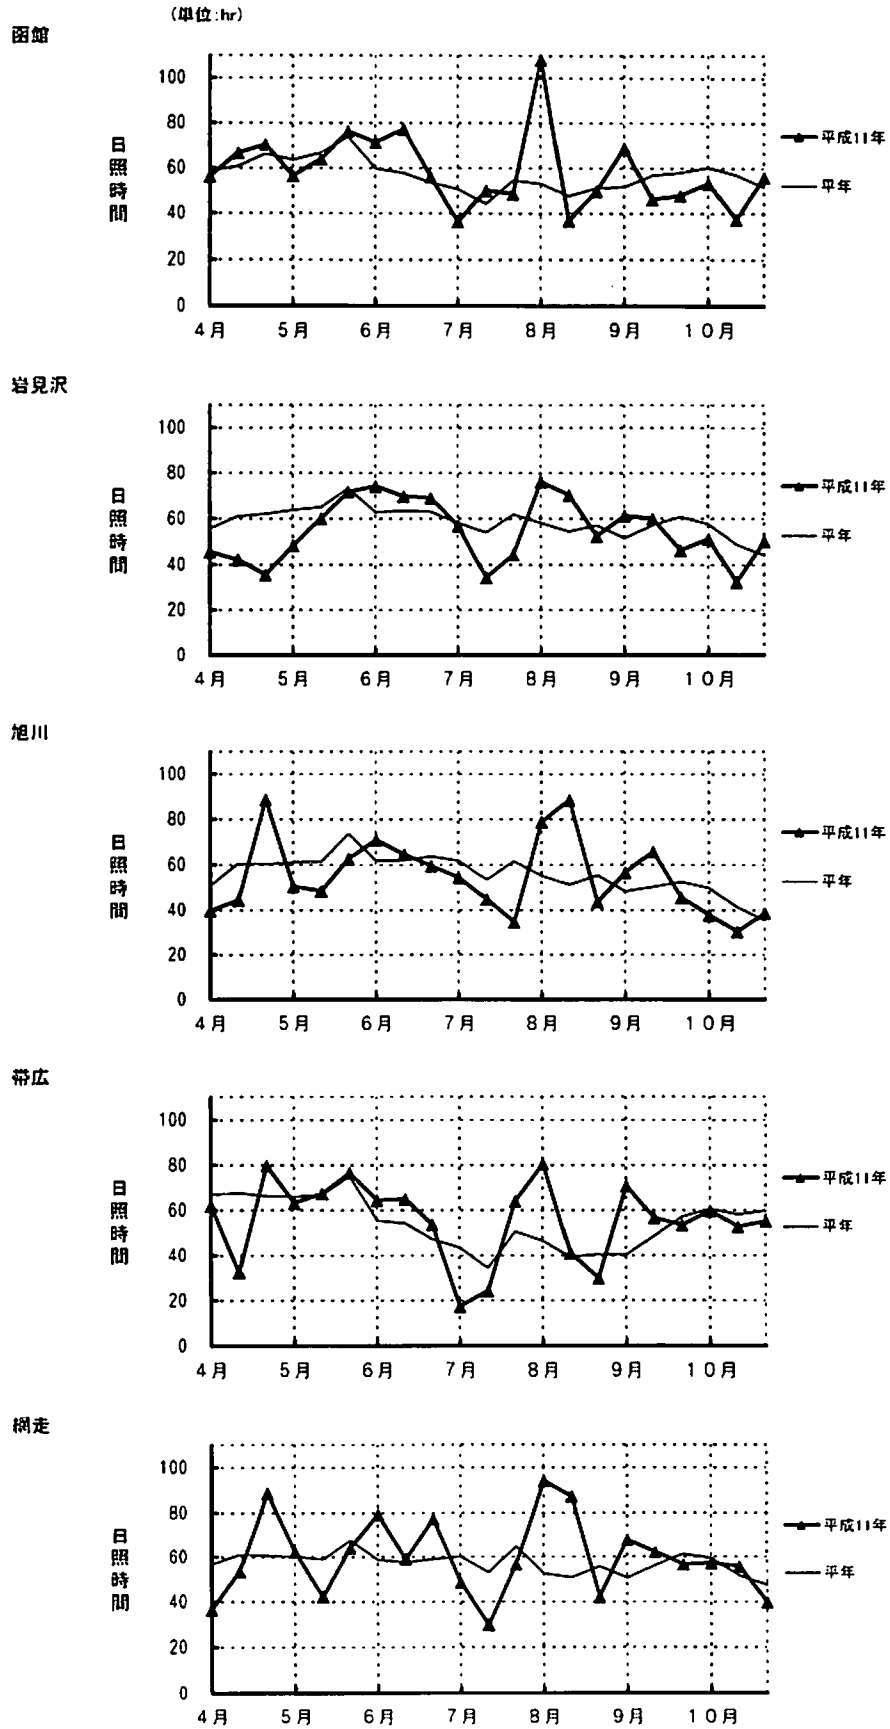 (単位:hr)
函館
100
80
60
40
20
0
日照時間
4月 5月 6月 7月 8月 9月 10月
平成11年
平年
岩見沢
100
80
60
40
20
0
日照時間
4月 5月 6月 7月 8月 9月 10月
平成11年
平年
旭川
100
80
60
40
20
0
日照時間
4月 5月 6月 7月 8月 9月 10月
平成11年
平年
帯広
100
80
60
40
20
0
日照時間
4月 5月 6月 7月 8月 9月 10月
平成11年
平年
網走
100
80
60
40
20
0
日照時間
4月 5月 6月 7月 8月 9月 10月
平成11年
平年